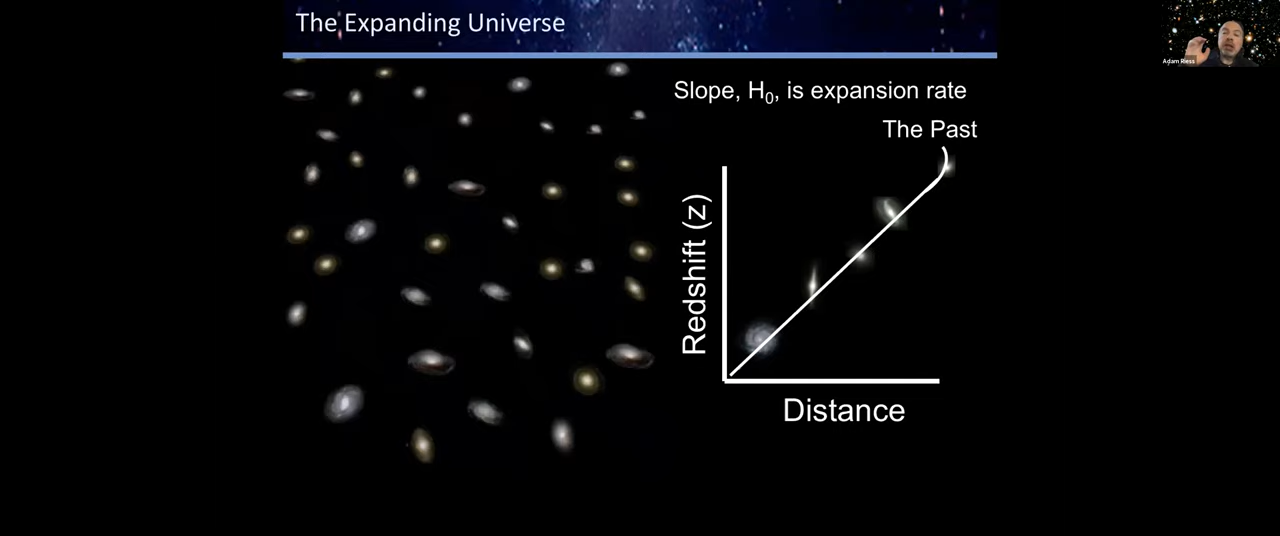 The Expanding Universe
Adam Riess
Slope, H₀, is expansion rate
The Past
Redshift (z)
Distance